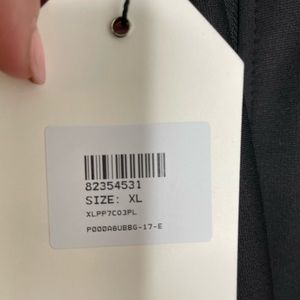 82354531
SIZE: XL
XLPP7C03PL
P000A6UBBG-17-E